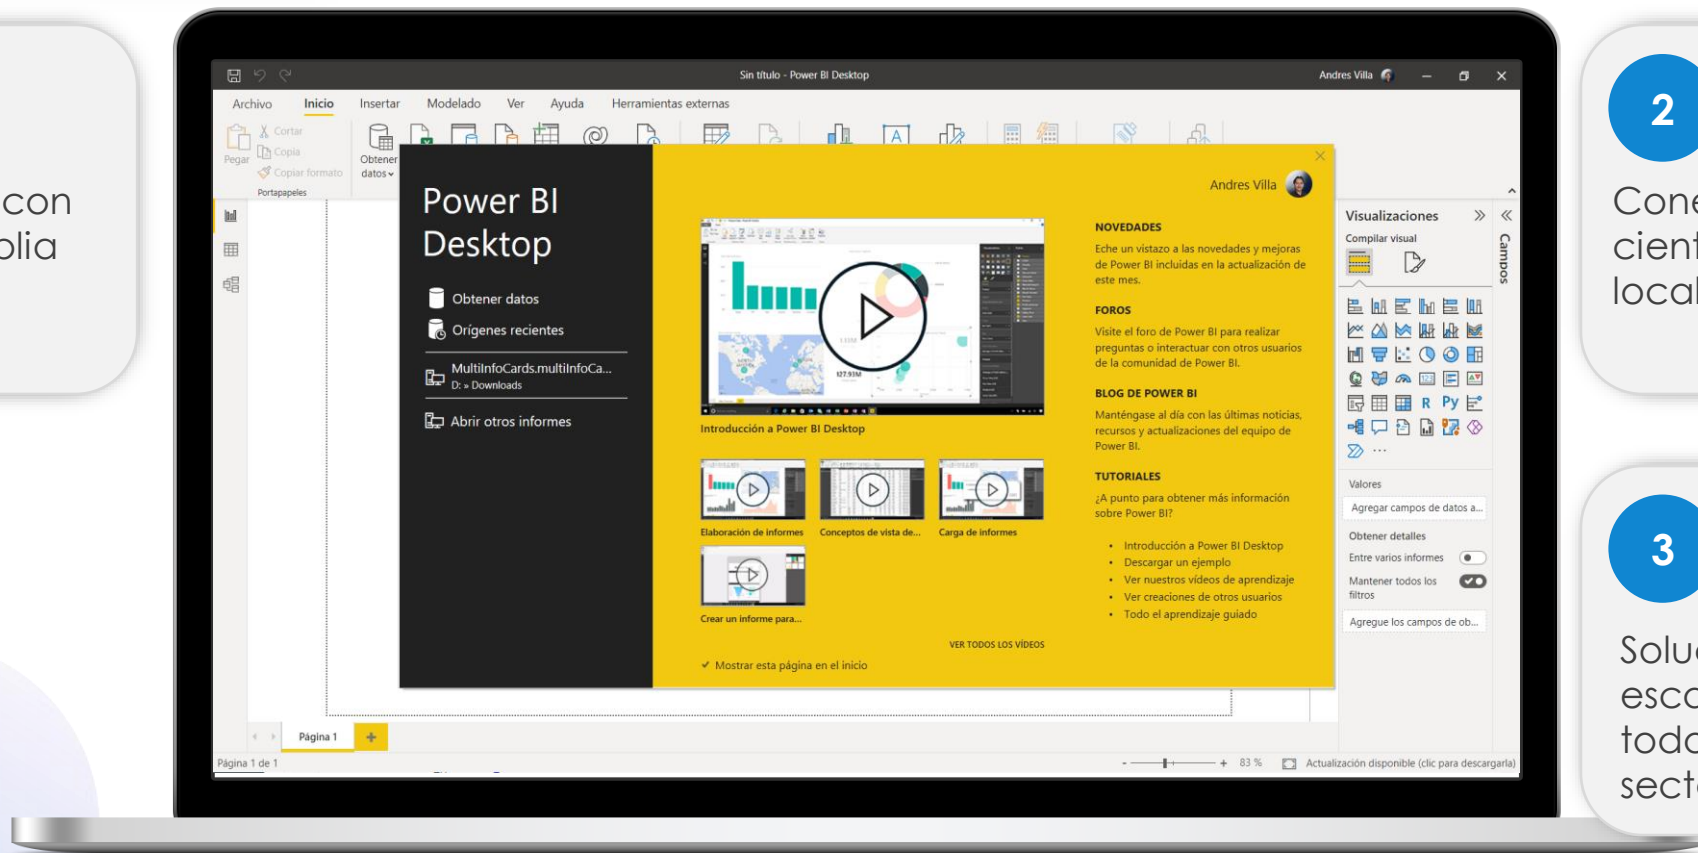 con
2
3
Sin título - Power BI Desktop
Andres Villa
Archivo Inicio Insertar Modelado Ver Ayuda Herramientas externas
Pegar
Cortar
Copia
Copiar formato
Portapapeles
Obtener
datos
Power BI
Desktop
Obtener datos
Orígenes recientes
MultiInfoCards.multiInfoCa...
D: » Downloads
Abrir otros informes
Andres Villa
127.93M
Introducción a Power BI Desktop
Elaboración de informes
Conceptos de vista de...
Carga de informes
Crear un informe para...
VER TODOS LOS VÍDEOS
Mostrar esta página en el inicio
NOVEDADES
Eche un vistazo a las novedades y mejoras
de Power BI incluidas en la actualización de
este mes.
FOROS
Visite el foro de Power BI para realizar
preguntas o interactuar con otros usuarios
de la comunidad de Power BI.
BLOG DE POWER BI
Manténgase al día con las últimas noticias,
recursos y actualizaciones del equipo de
Power BI.
TUTORIALES
¿A punto para obtener más información
sobre Power BI?
• Introducción a Power BI Desktop
• Descargar un ejemplo
• Ver nuestros vídeos de aprendizaje
• Ver creaciones de otros usuarios
• Todo el aprendizaje guiado
Visualizaciones
Compilar visual
Campos
R Py
Valores
Agregar campos de datos a...
Obtener detalles
Entre varios informes
Mantener todos los
filtros
Agregue los campos de ob...
Página 1
Página 1 de 1
83 %
Actualización disponible (clic para descargarla)